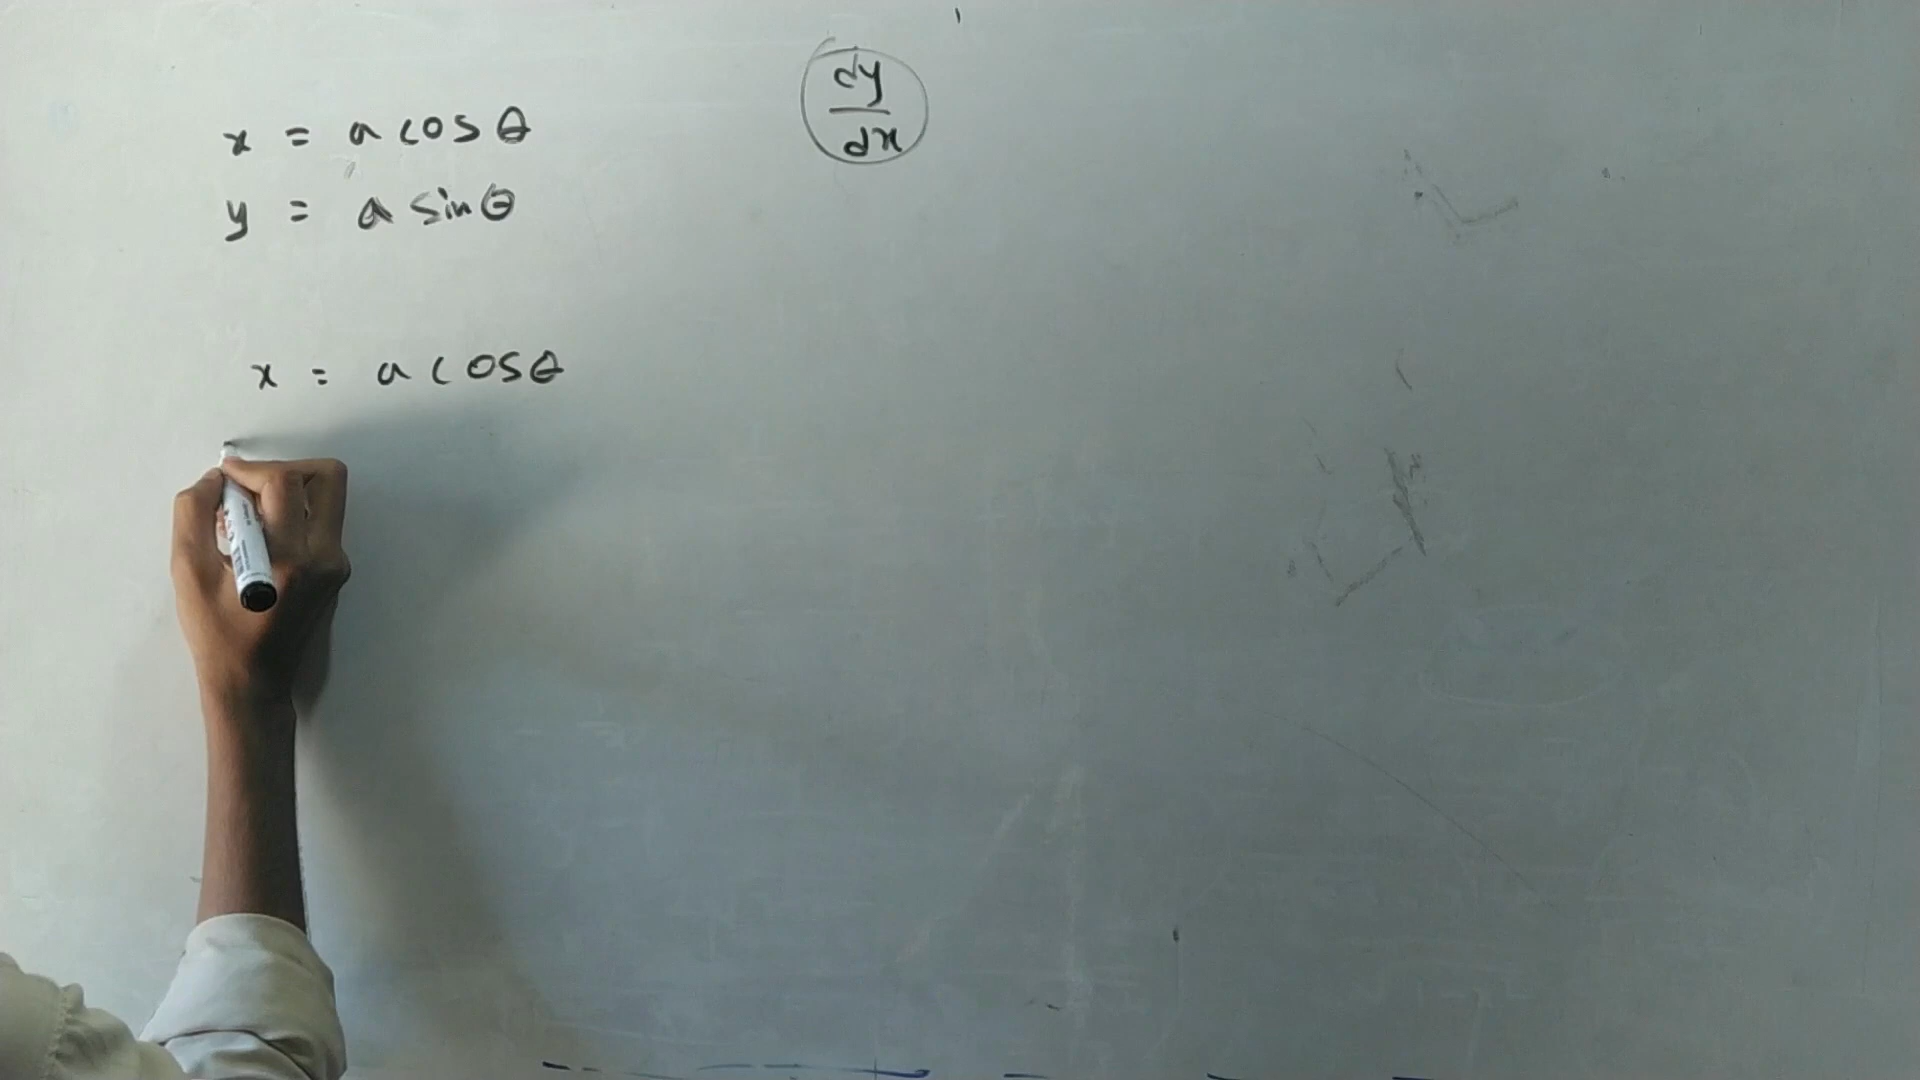 x = a cos θ
y = a sin θ
dy
dx
x = a cos θ